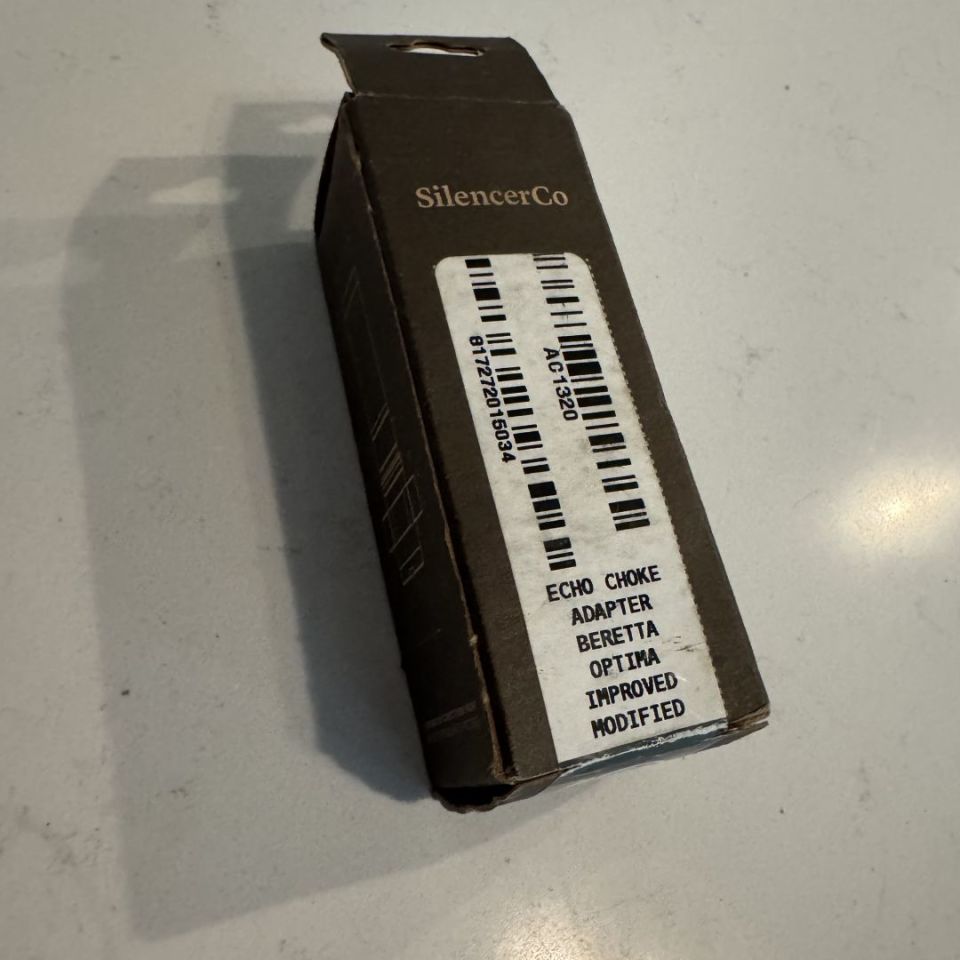 SilencerCo
817272015034
AC1320
ECHO CHOKE
ADAPTER
BERETTA
OPTIMA
IMPROVED
MODIFIED